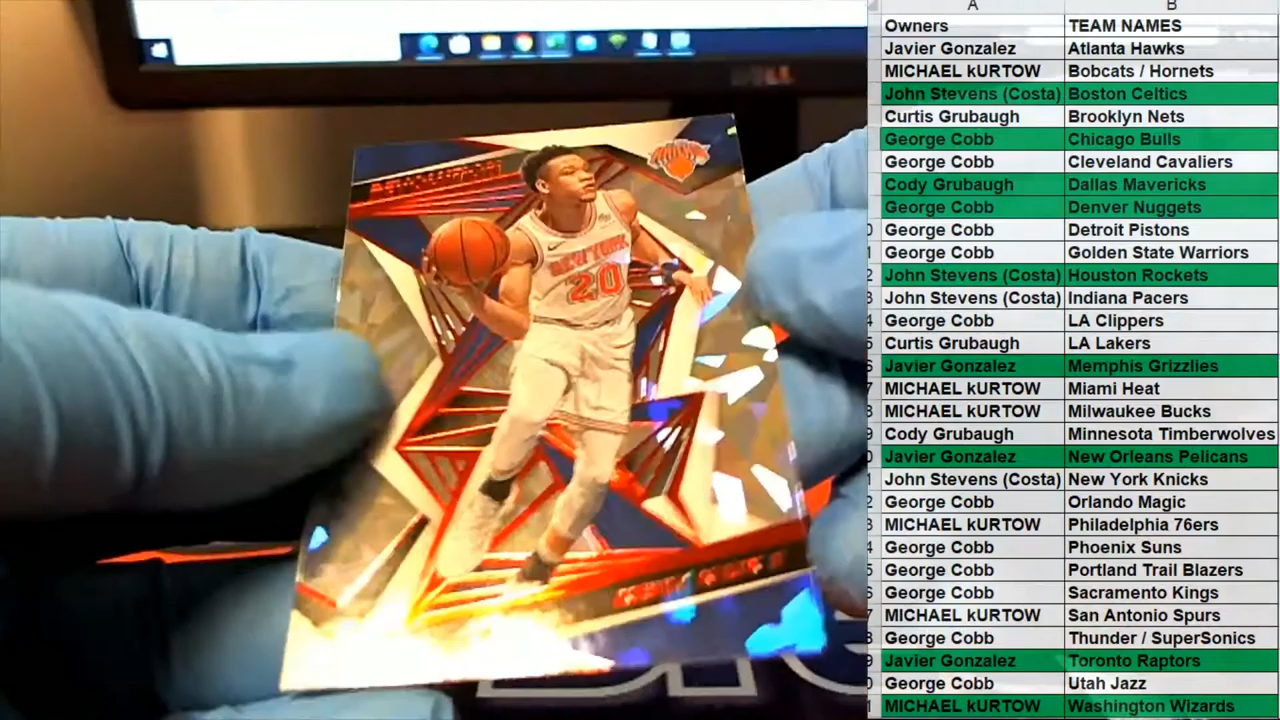 A B
Owners TEAM NAMES
Javier Gonzalez Atlanta Hawks
MICHAEL kURTOW Bobcats / Hornets
John Stevens (Costa) Boston Celtics
Curtis Grubaugh Brooklyn Nets
George Cobb Chicago Bulls
George Cobb Cleveland Cavaliers
Cody Grubaugh Dallas Mavericks
George Cobb Denver Nuggets
George Cobb Detroit Pistons
George Cobb Golden State Warriors
John Stevens (Costa) Houston Rockets
John Stevens (Costa) Indiana Pacers
George Cobb LA Clippers
Curtis Grubaugh LA Lakers
Javier Gonzalez Memphis Grizzlies
MICHAEL kURTOW Miami Heat
MICHAEL kURTOW Milwaukee Bucks
Cody Grubaugh Minnesota Timberwolves
Javier Gonzalez New Orleans Pelicans
John Stevens (Costa) New York Knicks
George Cobb Orlando Magic
MICHAEL kURTOW Philadelphia 76ers
George Cobb Phoenix Suns
George Cobb Portland Trail Blazers
George Cobb Sacramento Kings
MICHAEL kURTOW San Antonio Spurs
George Cobb Thunder / SuperSonics
Javier Gonzalez Toronto Raptors
George Cobb Utah Jazz
MICHAEL kURTOW Washington Wizards
NEW YORK
20